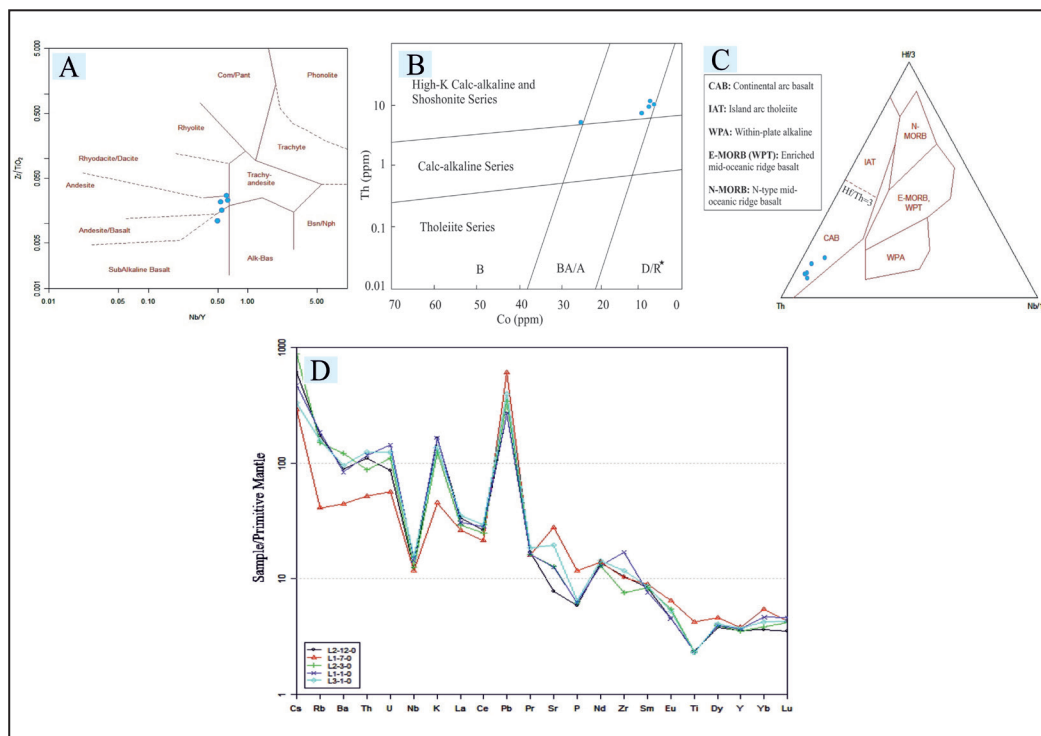 A
5.000
0.500
0.050
0.005
0.001
Zr/TiO2
Com/Pant
Phonolite
Rhyolite
Trachyte
Rhyodacite/Dacite
Trachy-
andesite
Andesite
Andesite/Basalt
Bsn/Nph
SubAlkaline Basalt
Alk-Bas
0.01
0.05
0.10
0.50
1.00
5.00
Nb/Y
B
Th (ppm)
10
1
0.1
0.01
High-K Calc-alkaline and
Shoshonite Series
Calc-alkaline Series
Tholeiite Series
B
BA/A
D/R*
70
60
50
40
30
20
10
0
Co (ppm)
C
Hf/3
CAB: Continental arc basalt
IAT: Island arc tholeiite
WPA: Within-plate alkaline
E-MORB (WPT): Enriched
mid-oceanic ridge basalt
N-MORB: N-type mid-
oceanic ridge basalt
N-
MORB
IAT
Hf/Th=3
E-MORB,
WPT
CAB
WPA
Th
D
1000
100
10
1
Sample/Primitive Mantle
L2-12-0
L1-7-0
L2-3-0
L1-1-0
L3-1-0
Cs Rb Ba Th U Nb K La Ce Pb Pr Sr P Nd Zr Sm Eu Ti Dy Y Yb Lu